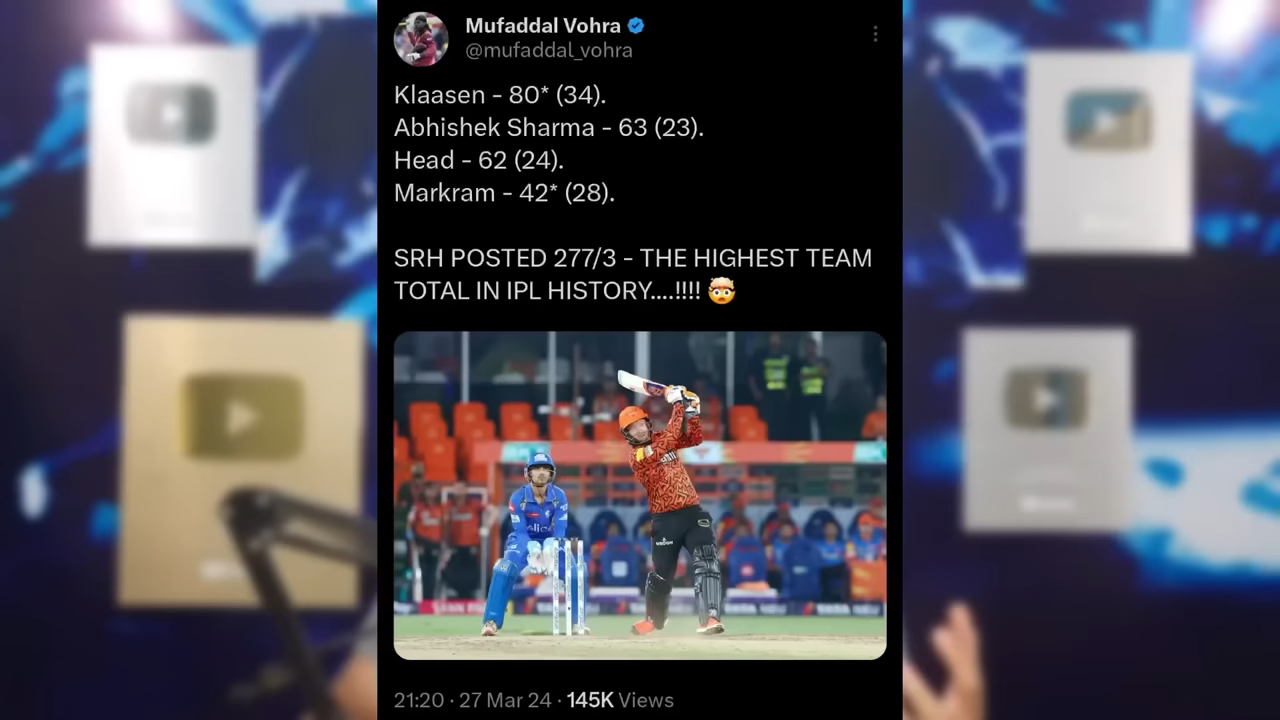 Mufaddal Vohra
@mufaddal_vohra
Klaasen - 80* (34).
Abhishek Sharma - 63 (23).
Head - 62 (24).
Markram - 42* (28).
SRH POSTED 277/3 - THE HIGHEST TEAM
TOTAL IN IPL HISTORY....!!!! 🤯
21:20 · 27 Mar 24 · 145K Views